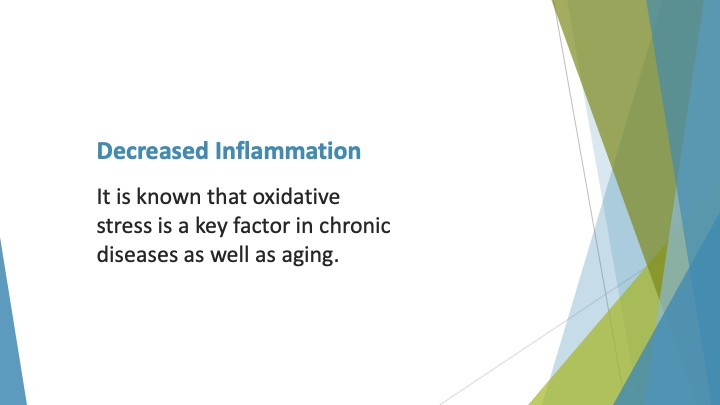 Decreased Inflammation
It is known that oxidative
stress is a key factor in chronic
diseases as well as aging.